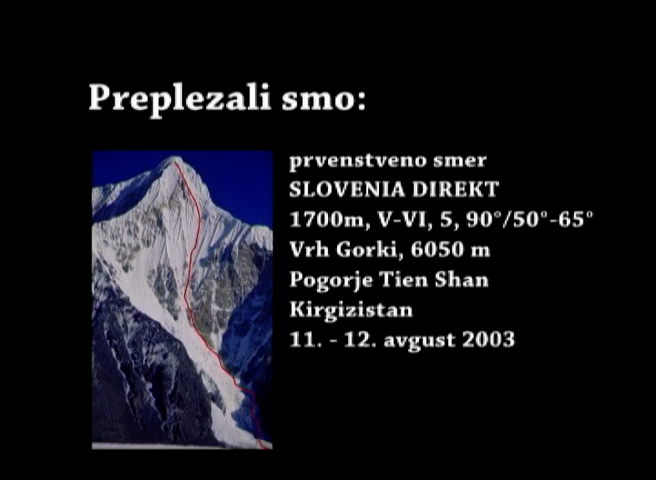 Preplezali smo:
prvenstveno smer
SLOVENIA DIREKT
1700m, V-VI, 5, 90°/50°-65°
Vrh Gorki, 6050 m
Pogorje Tien Shan
Kirgizistan
11. - 12. avgust 2003